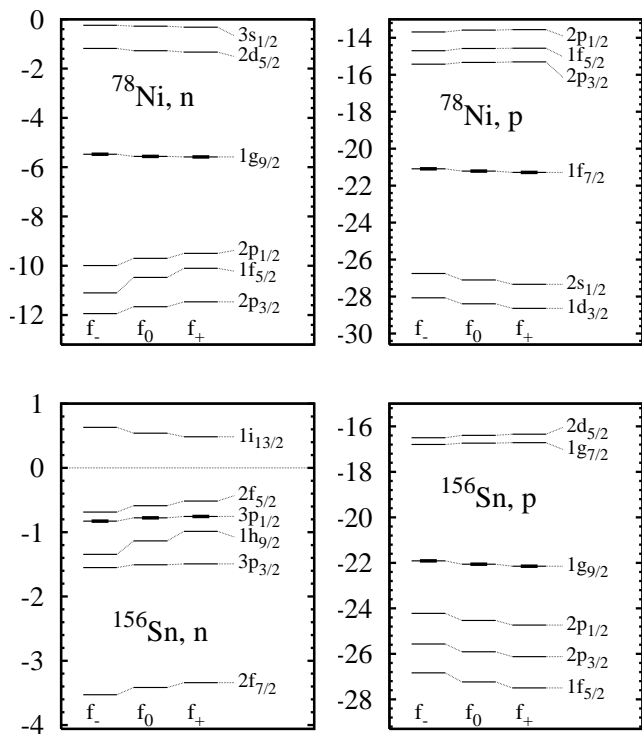 0
-2
-4
-6
-8
-10
-12
3s1/2
2d5/2
78Ni, n
1g9/2
2p1/2
1f5/2
2p3/2
f- f0 f+
-14
-16
-18
-20
-22
-24
-26
-28
-30
2p1/2
1f5/2
2p3/2
78Ni, p
1f7/2
2s1/2
1d3/2
f- f0 f+
1
0
-1
-2
-3
-4
1i13/2
2f5/2
3p1/2
1h9/2
3p3/2
156Sn, n
2f7/2
f- f0 f+
-16
-18
-20
-22
-24
-26
-28
2d5/2
1g7/2
156Sn, p
1g9/2
2p1/2
2p3/2
1f5/2
f- f0 f+